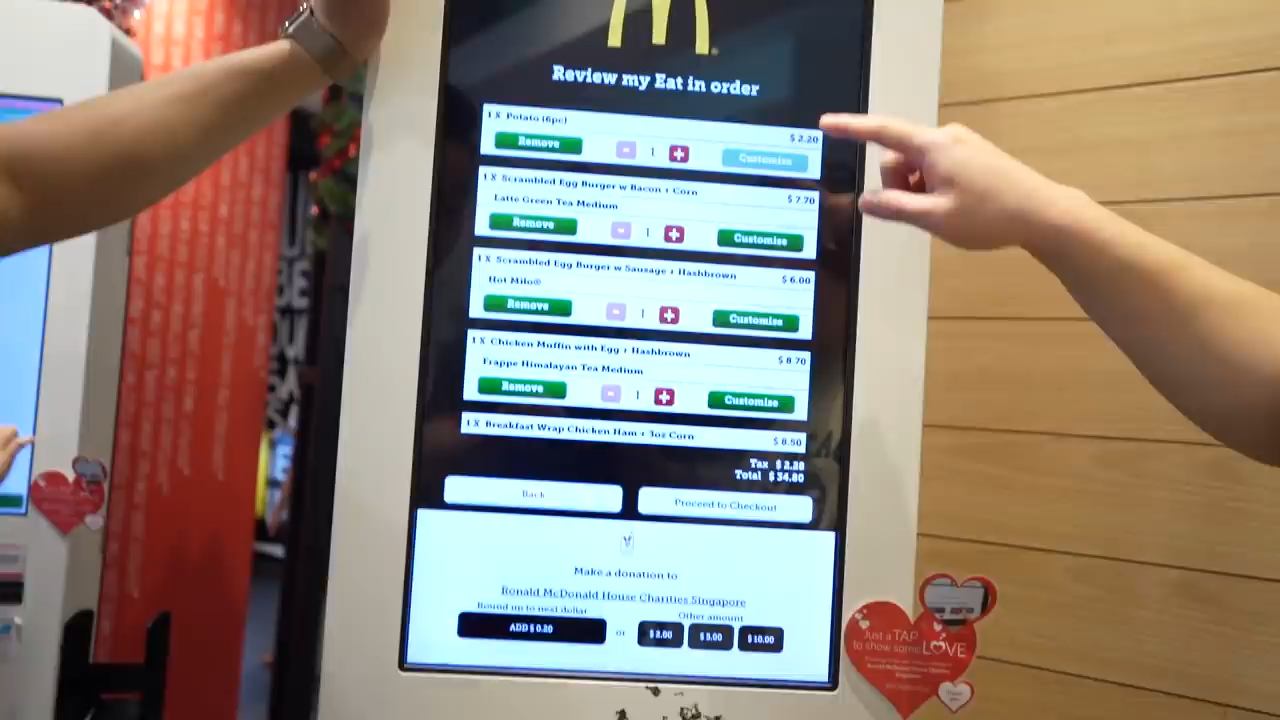 Review my Eat in order
1 X Potato (6pc)
$ 2.20
Remove - 1 + Customise
1 X Scrambled Egg Burger w Bacon + Corn
$ 7.70
Latte Green Tea Medium
Remove - 1 + Customise
1 X Scrambled Egg Burger w Sausage + Hashbrown
$ 6.00
Hot Milo®
Remove - 1 + Customise
1 X Chicken Muffin with Egg + Hashbrown
$ 8.70
Frappe Himalayan Tea Medium
Remove - 1 + Customise
1 X Breakfast Wrap Chicken Ham + 3oz Corn
$ 8.50
Tax $ 2.28
Total $ 34.80
Back
Proceed to Checkout
Make a donation to
Ronald McDonald House Charities Singapore
Round up to next dollar
Other amount
ADD $ 0.20 or $ 2.00 $ 5.00 $ 10.00
Just a TAP
to show some LOVE